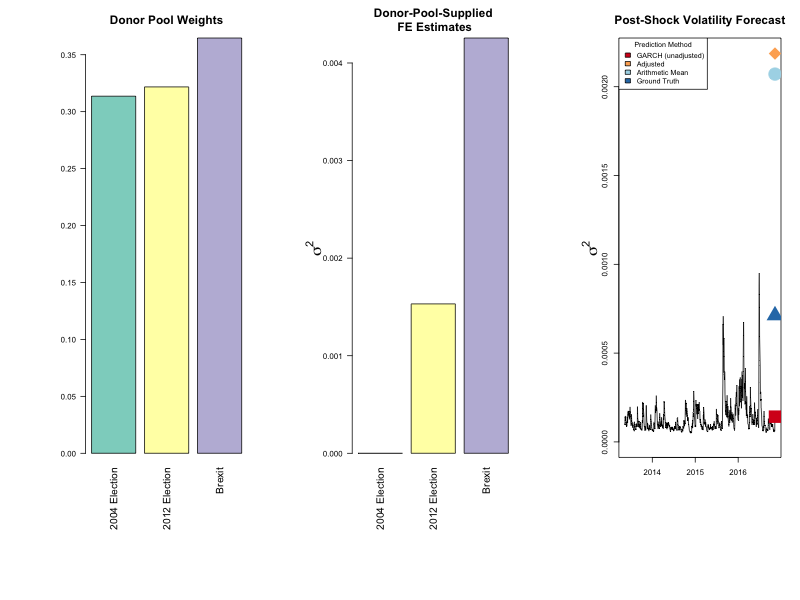 Donor Pool Weights
0.35
0.30
0.25
0.20
0.15
0.10
0.05
0.00
2004 Election
2012 Election
Brexit
Donor-Pool-Supplied
FE Estimates
σ²
0.004
0.003
0.002
0.001
0.000
2004 Election
2012 Election
Brexit
Post-Shock Volatility Forecast
Prediction Method
GARCH (unadjusted)
Adjusted
Arithmetic Mean
Ground Truth
σ²
0.0020
0.0015
0.0010
0.0005
0.0000
2014 2015 2016